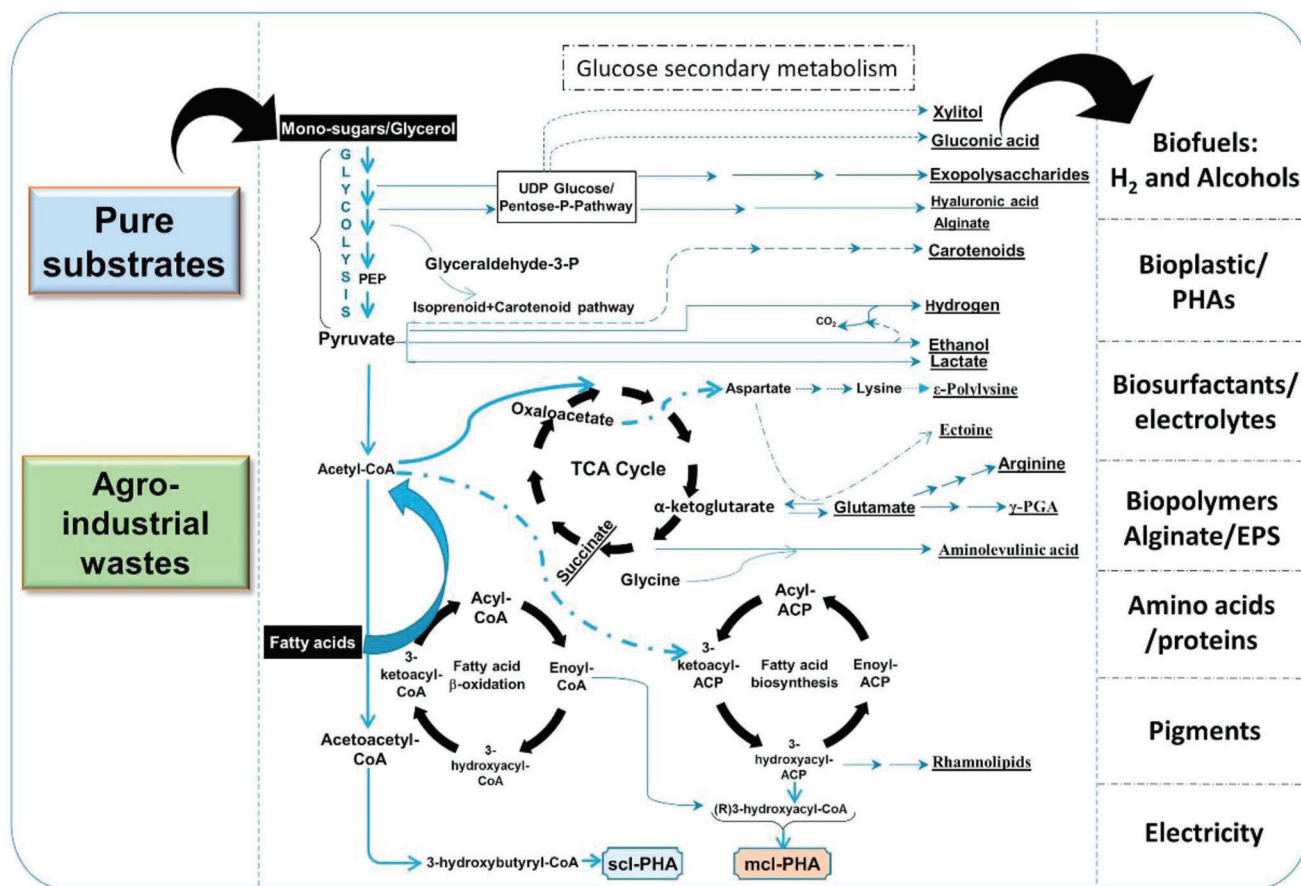 Glucose secondary metabolism
Mono-sugars/Glycerol
Pure
substrates
Agro-
industrial
wastes
GLYCOLYSIS
PEP
Pyruvate
UDP Glucose/
Pentose-P-Pathway
Glyceraldehyde-3-P
Isoprenoid+Carotenoid pathway
Xylitol
Gluconic acid
Exopolysaccharides
Hyaluronic acid
Alginate
Carotenoids
Hydrogen
CO2
Ethanol
Lactate
Oxaloacetate
Aspartate
Lysine
ε-Polylysine
Ectoine
TCA Cycle
Acetyl-CoA
α-ketoglutarate
Glutamate
Arginine
γ-PGA
Succinate
Glycine
Aminolevulinic acid
Fatty acids
Acyl-
CoA
3-
ketoacyl-
CoA
Fatty acid
β-oxidation
Enoyl-
CoA
3-
hydroxyacyl-
CoA
Acyl-
ACP
3-
ketoacyl-
ACP
Fatty acid
biosynthesis
Enoyl-
ACP
3-
hydroxyacyl-
ACP
Rhamnolipids
Acetoacetyl-
CoA
(R)3-hydroxyacyl-CoA
3-hydroxybutyryl-CoA
scl-PHA
mcl-PHA
Biofuels:
H2 and Alcohols
Bioplastic/
PHAs
Biosurfactants/
electrolytes
Biopolymers
Alginate/EPS
Amino acids
/proteins
Pigments
Electricity